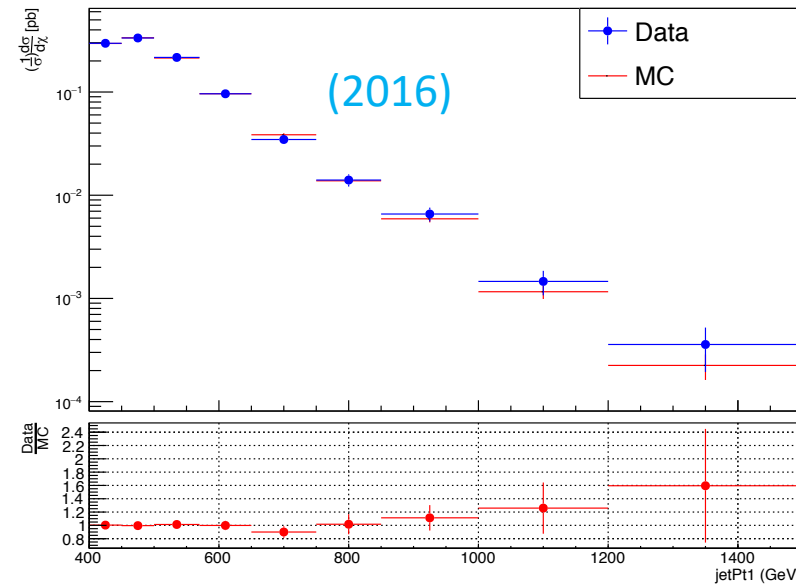 (1/σ) dσ/dχ [pb]
Data
MC
(2016)
10⁻¹
10⁻²
10⁻³
10⁻⁴
Data/MC
2.4
2.2
2
1.8
1.6
1.4
1.2
1
0.8
400 600 800 1000 1200 1400
jetPt1 (GeV